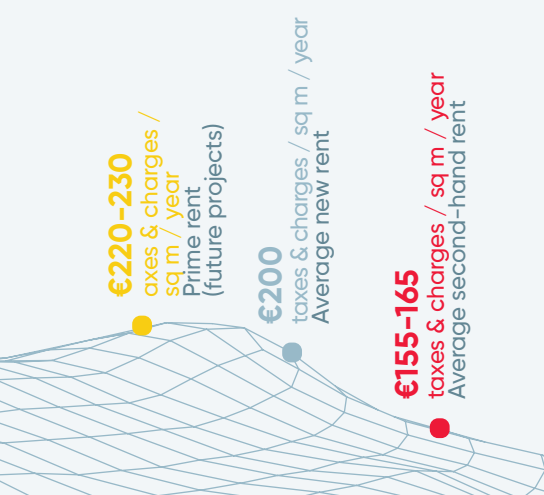 €220-230
axes & charges /
sq m / year
Prime rent
(future projects)
€200
taxes & charges / sq m / year
Average new rent
€155-165
taxes & charges / sq m / year
Average second-hand rent